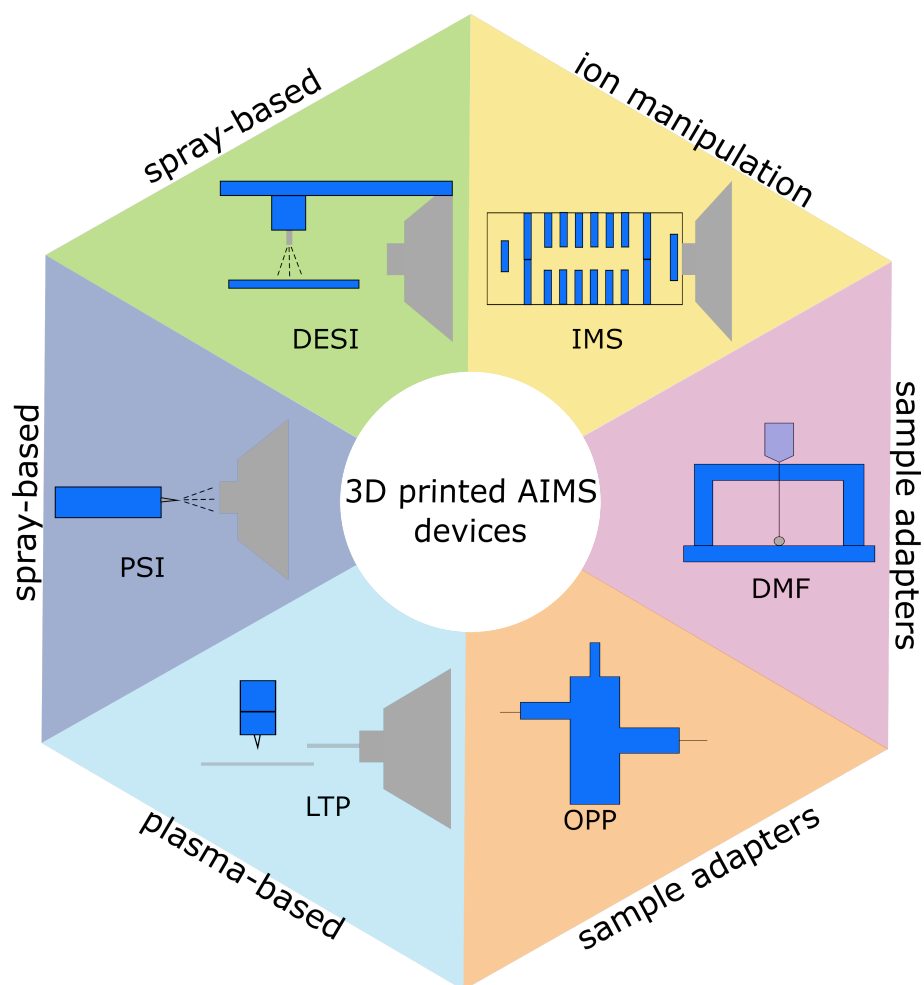 spray-based
ion manipulation
DESI
IMS
spray-based
sample adapters
3D printed AIMS
devices
PSI
DMF
LTP
OPP
plasma-based
sample adapters